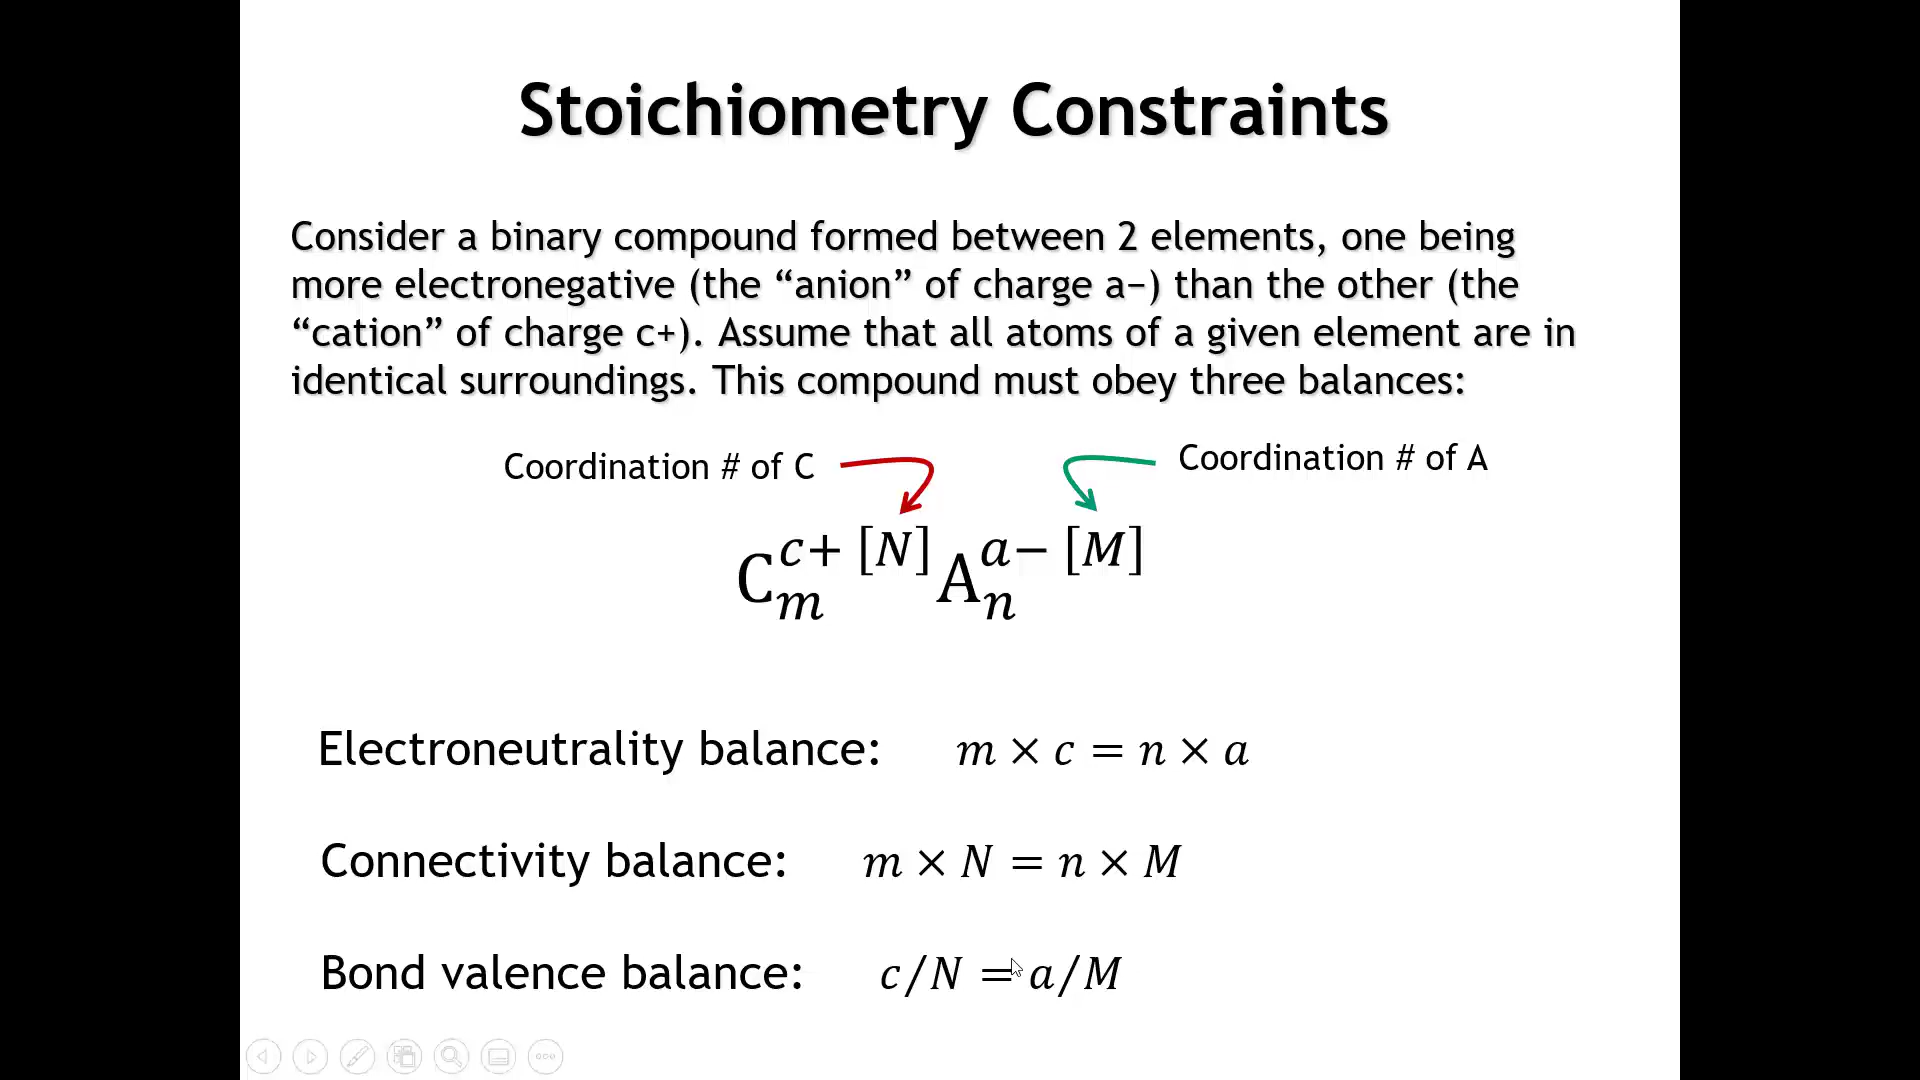 Stoichiometry Constraints
Consider a binary compound formed between 2 elements, one being
more electronegative (the “anion” of charge a−) than the other (the
“cation” of charge c+). Assume that all atoms of a given element are in
identical surroundings. This compound must obey three balances:
Coordination # of C
Coordination # of A
C_m^{c+ [N]} A_n^{a− [M]}
Electroneutrality balance: m × c = n × a
Connectivity balance: m × N = n × M
Bond valence balance: c/N = a/M